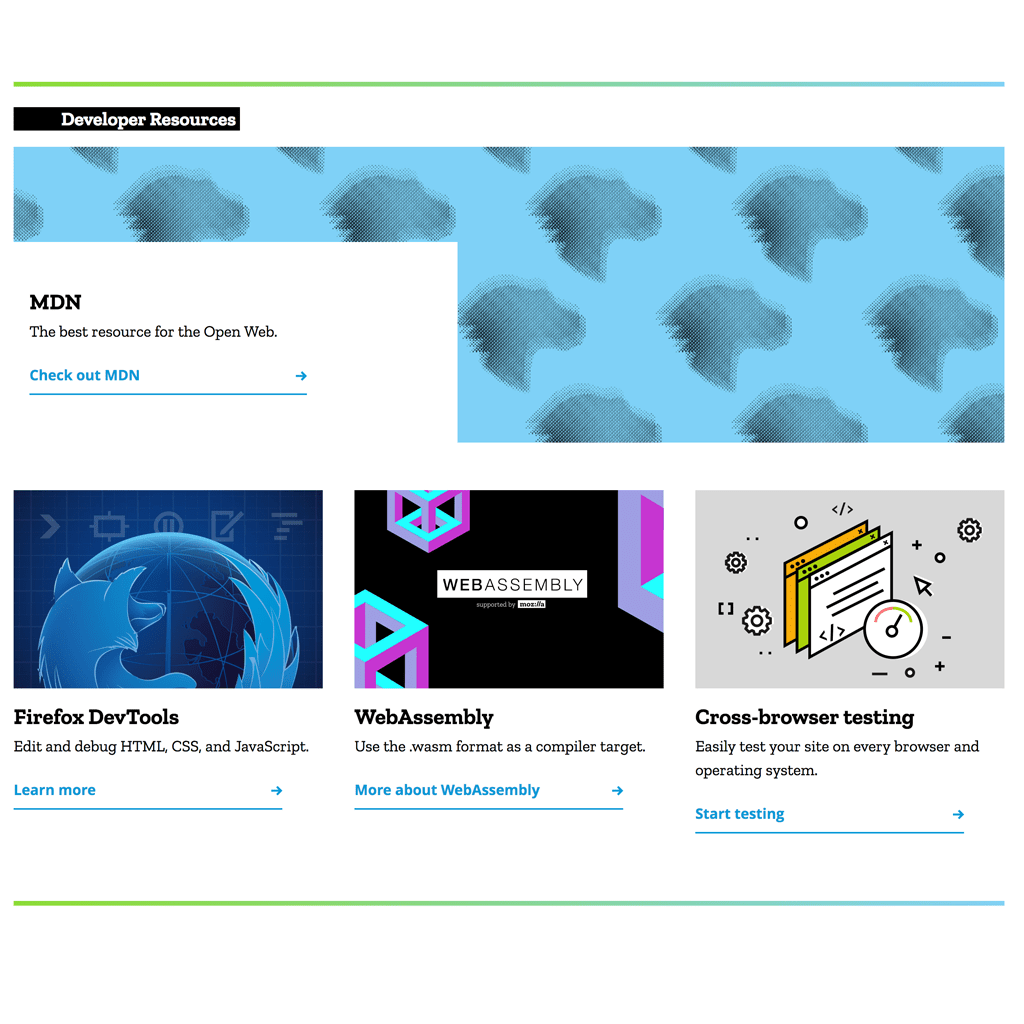 Developer Resources
MDN
The best resource for the Open Web.
Check out MDN →
</>
WEBASSEMBLY
supported by moz://a
</>
Firefox DevTools
Edit and debug HTML, CSS, and JavaScript.
Learn more →
WebAssembly
Use the .wasm format as a compiler target.
More about WebAssembly →
Cross-browser testing
Easily test your site on every browser and
operating system.
Start testing →